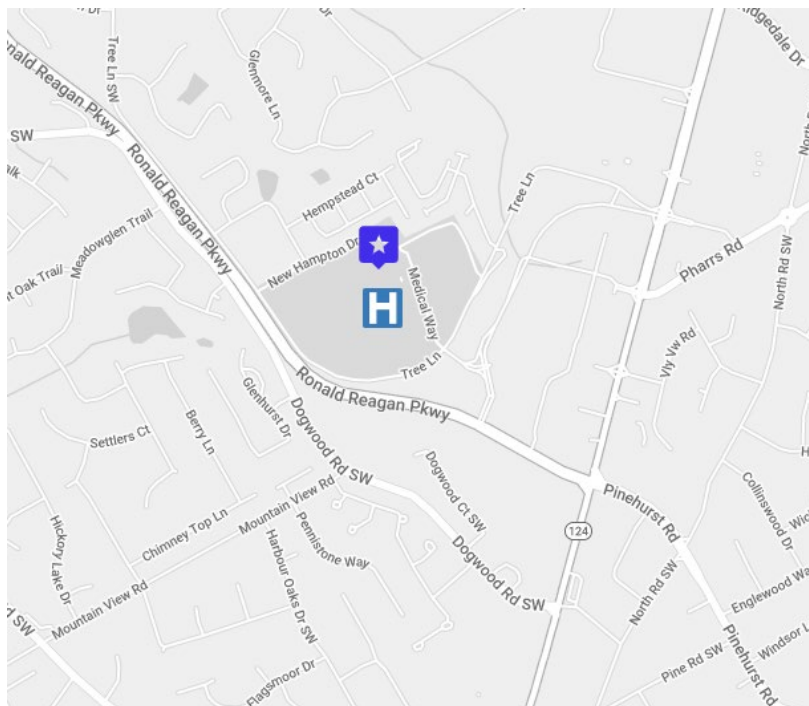 Tree Ln SW
Ronald Reagan Pkwy
SW
Ronald Reagan Pkwy
Glenmore Ln
Hempstead Ct
Tree Ln
Meadowglen Trail
New Hampton Dr
Pharrs Rd
North Rd SW
Medical Way
H
Vly Vw Rd
Tree Ln
Ronald Reagan Pkwy
Glenhurst Dr
Settlers Ct
Berry Ln
Dogwood Rd SW
Dogwood Ct SW
Collinswood Dr
Chimney Top Ln
Mountain View Rd
Pinehurst Rd
124
Hickory Lake Dr
Pennistone Way
Harbour Oaks Dr SW
Dogwood Rd SW
North Rd SW
Englewood Wa
Mountain View Rd
Windsor L
Pine Rd SW
Pinehurst Rd
Flagsmoor Dr